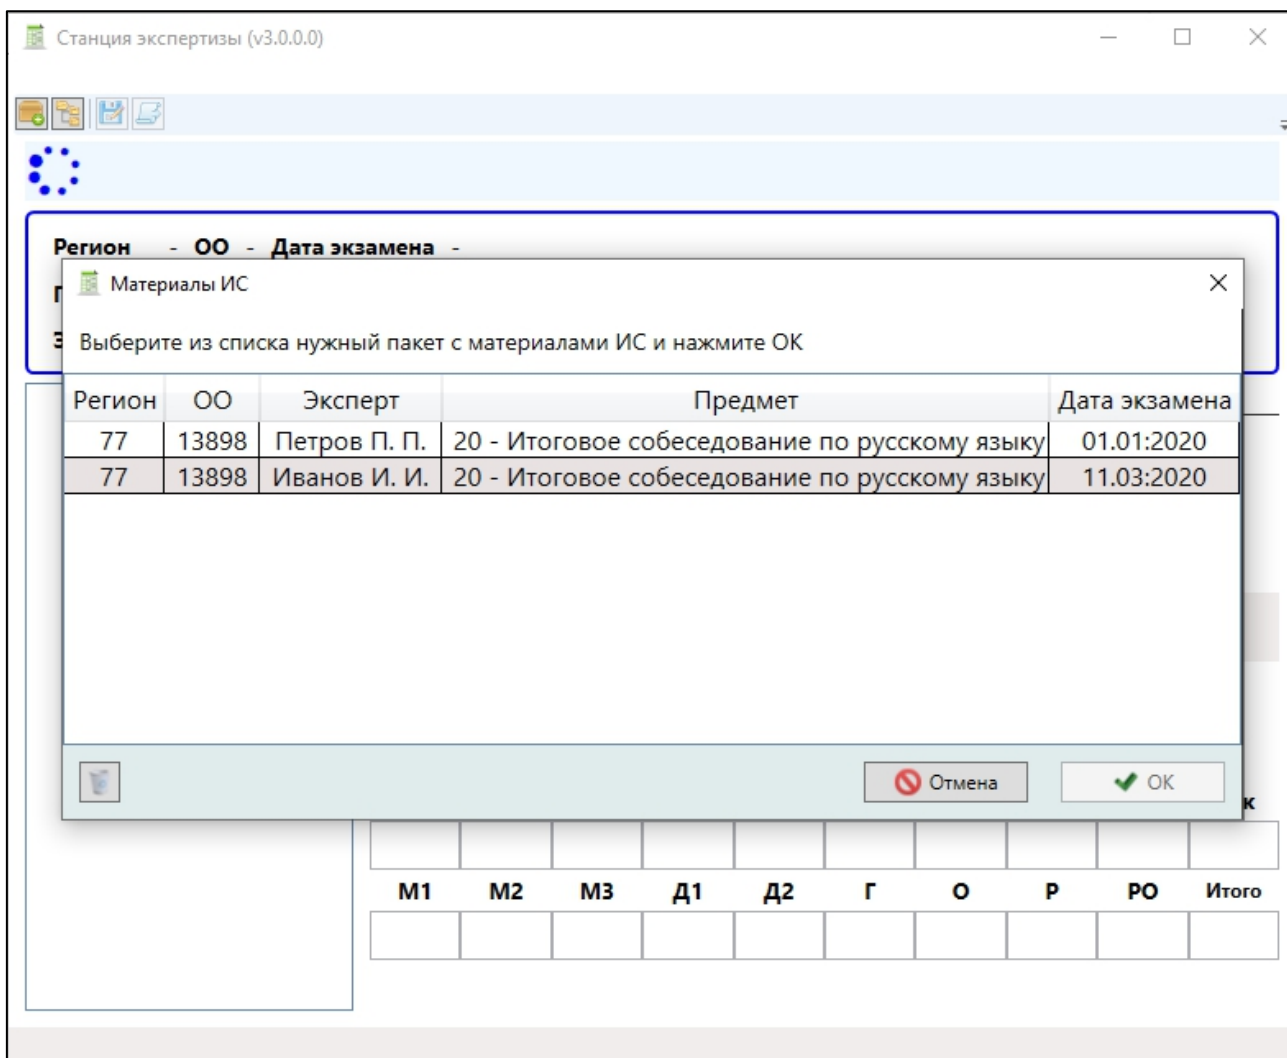 Станция экспертизы (v3.0.0.0)
Регион - ОО - Дата экзамена -
Материалы ИС
Выберите из списка нужный пакет с материалами ИС и нажмите ОК
Регион ОО Эксперт Предмет Дата экзамена
77 13898 Петров П. П. 20 - Итоговое собеседование по русскому языку 01.01:2020
77 13898 Иванов И. И. 20 - Итоговое собеседование по русскому языку 11.03:2020
Отмена ОК
М1 М2 М3 Д1 Д2 Г О Р РО Итого